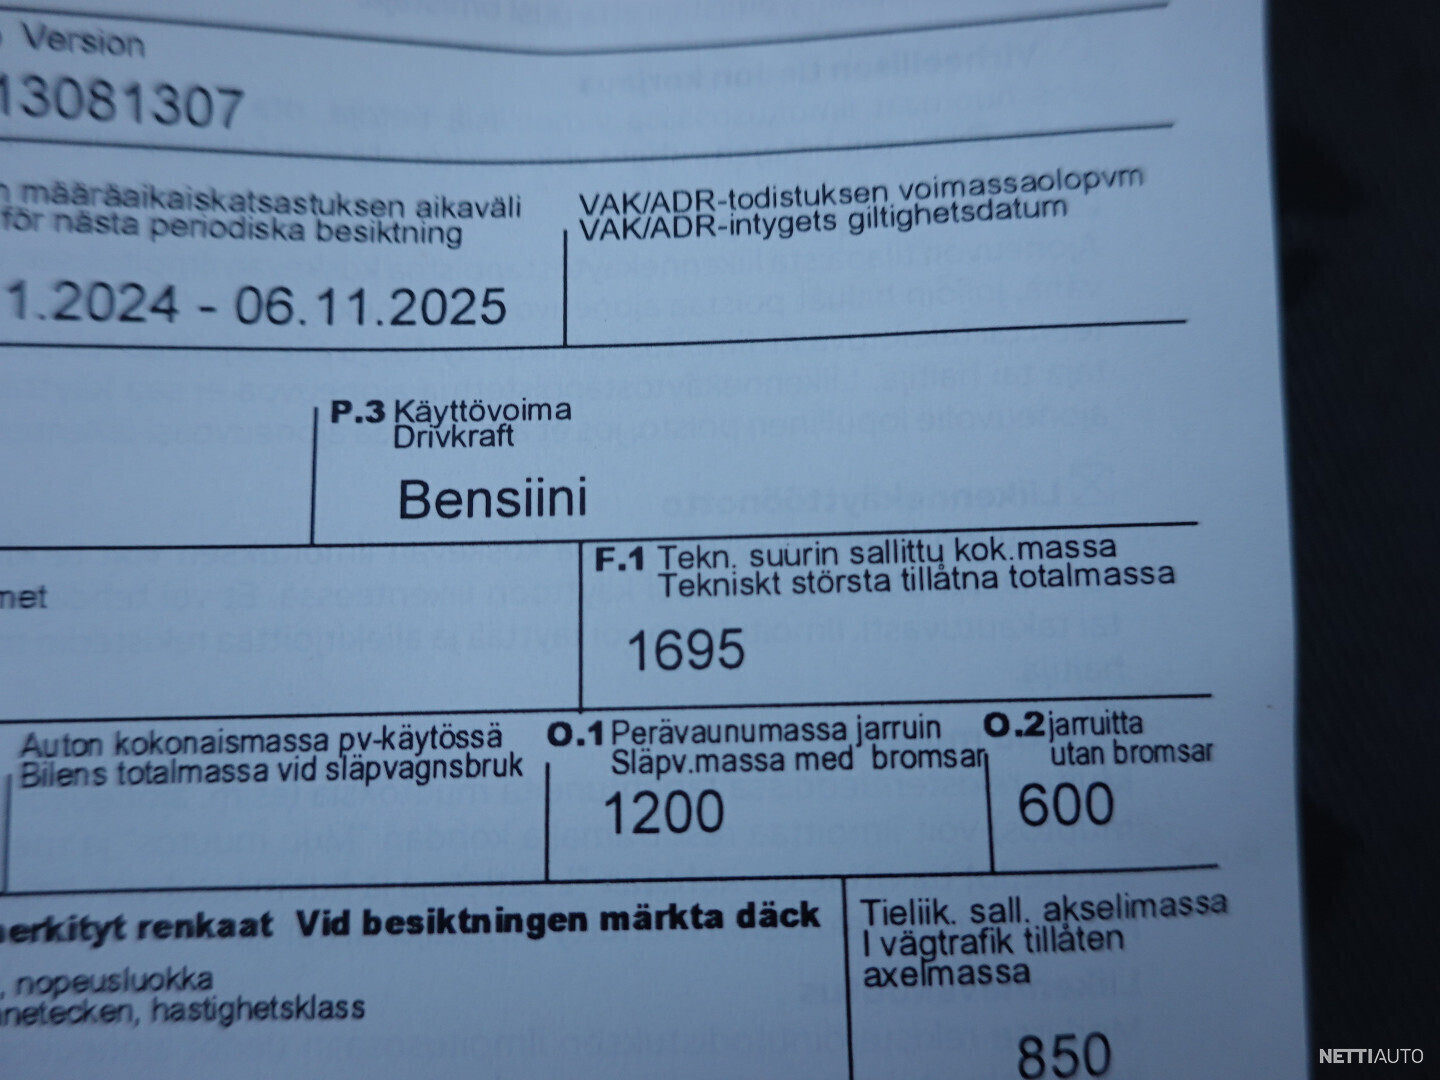 Version
13081307
määräaikaiskatsastuksen aikaväli
för nästa periodiska besiktning
VAK/ADR-todistuksen voimassaolopvm
VAK/ADR-intygets giltighetsdatum
1.2024 - 06.11.2025
P.3 Käyttövoima
Drivkraft
Bensiini
F.1 Tekn. suurin sallittu kok.massa
Tekniskt största tillåtna totalmassa
1695
Auton kokonaismassa pv-käytössä
Bilens totalmassa vid släpvagnsbruk
O.1 Perävaunumassa jarruin
Släpv.massa med bromsar
1200
O.2 jarruitta
utan bromsar
600
erkityt renkaat Vid besiktningen märkta däck
, nopeusluokka
netecken, hastighetsklass
Tieliik. sall. akselimassa
I vägtrafik tillåten
axelmassa
850
NETTIAUTO